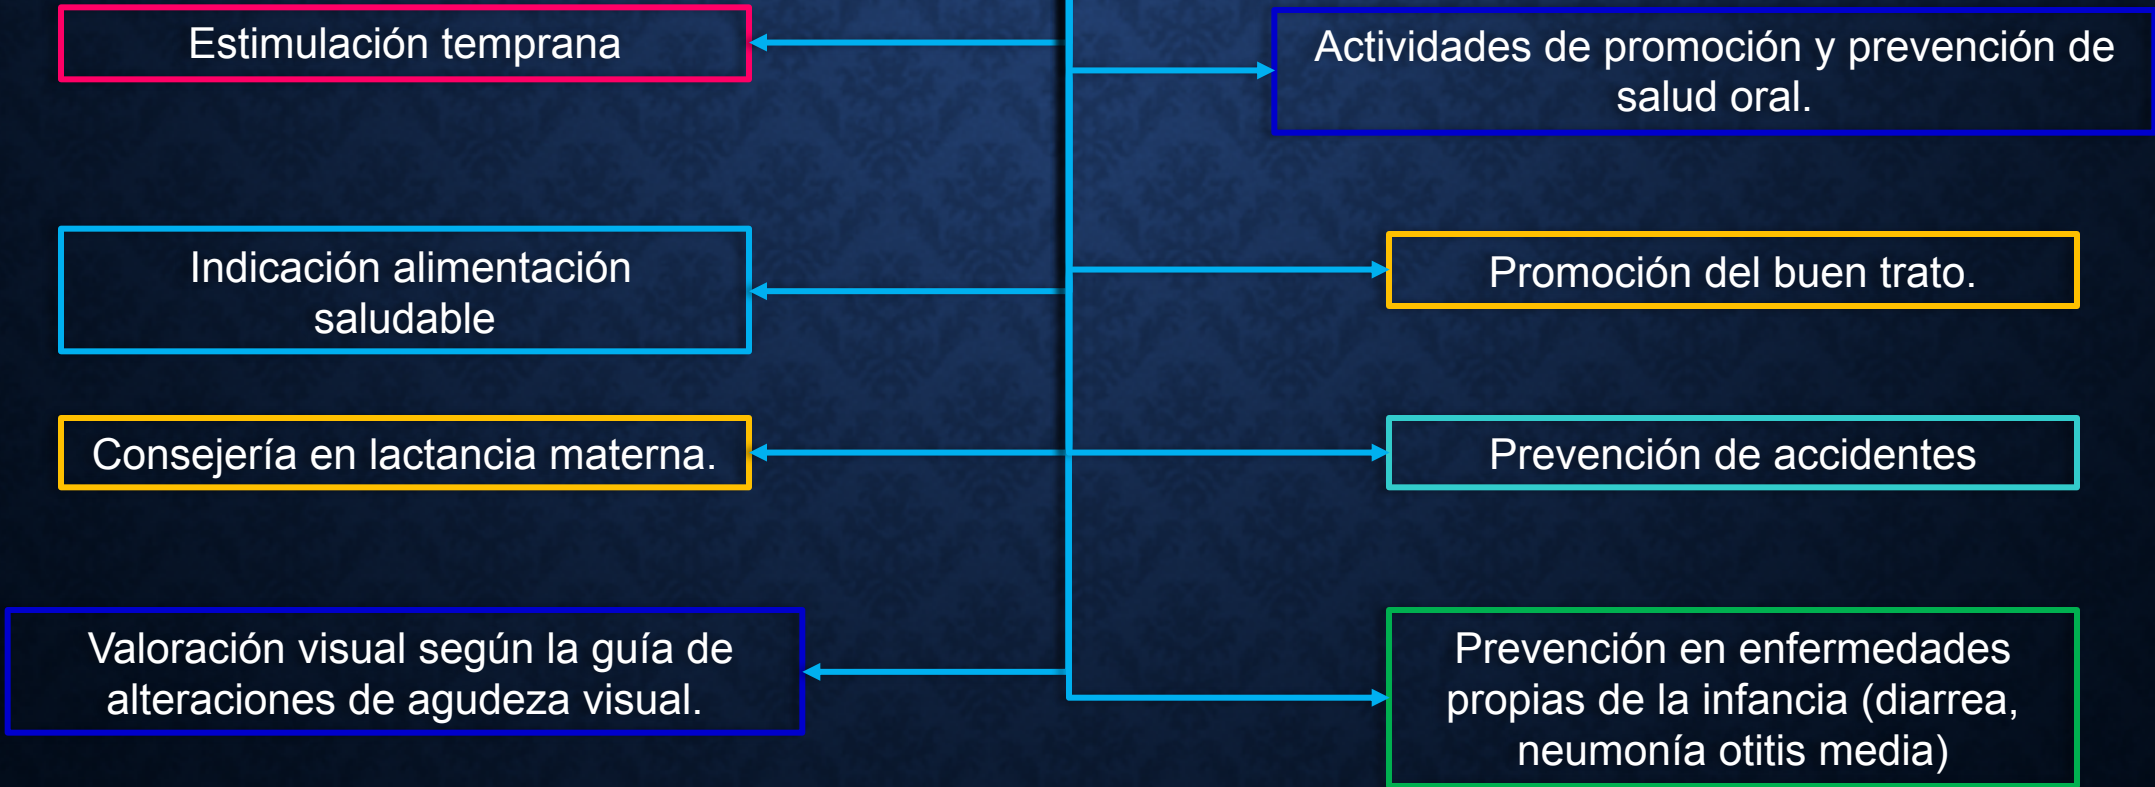 Estimulación temprana
Actividades de promoción y prevención de
salud oral.
Indicación alimentación
saludable
Promoción del buen trato.
Consejería en lactancia materna.
Prevención de accidentes
Valoración visual según la guía de
alteraciones de agudeza visual.
Prevención en enfermedades
propias de la infancia (diarrea,
neumonía otitis media)